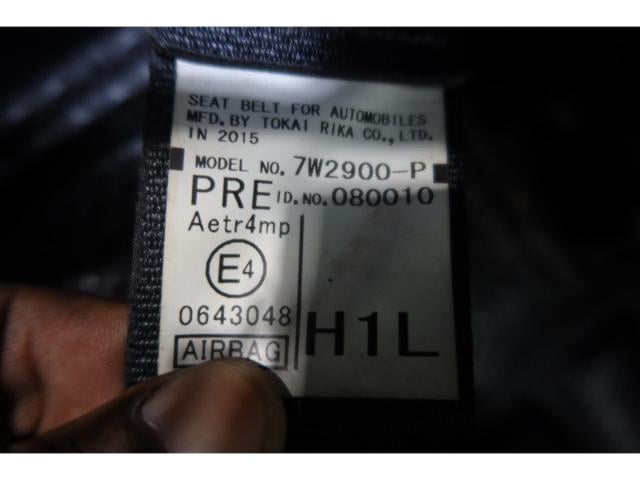 SEAT BELT FOR AUTOMOBILES
MFD. BY TOKAI RIKA CO., LTD.
IN 2015
MODEL NO. 7W2900-P
PRE ID. NO. 080010
Aetr4mp
E4
0643048
H1L
AIRBAG